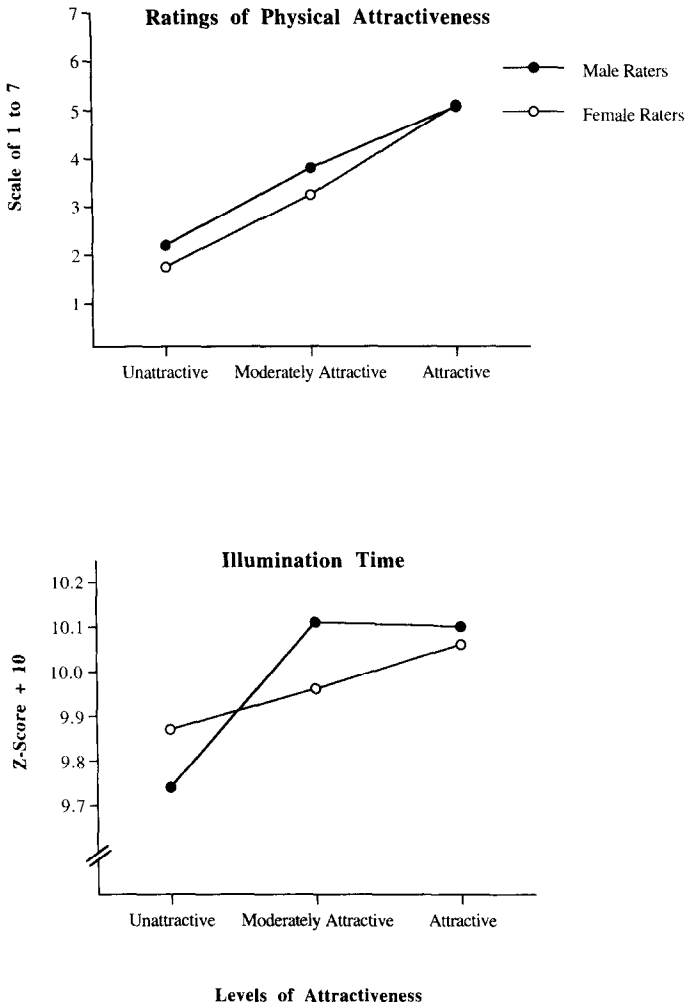 Ratings of Physical Attractiveness
7
6
5
4
3
2
1
Scale of 1 to 7
Male Raters
Female Raters
Unattractive Moderately Attractive Attractive
Illumination Time
10.2
10.1
10.0
9.9
9.8
9.7
Z-Score + 10
Unattractive Moderately Attractive Attractive
Levels of Attractiveness